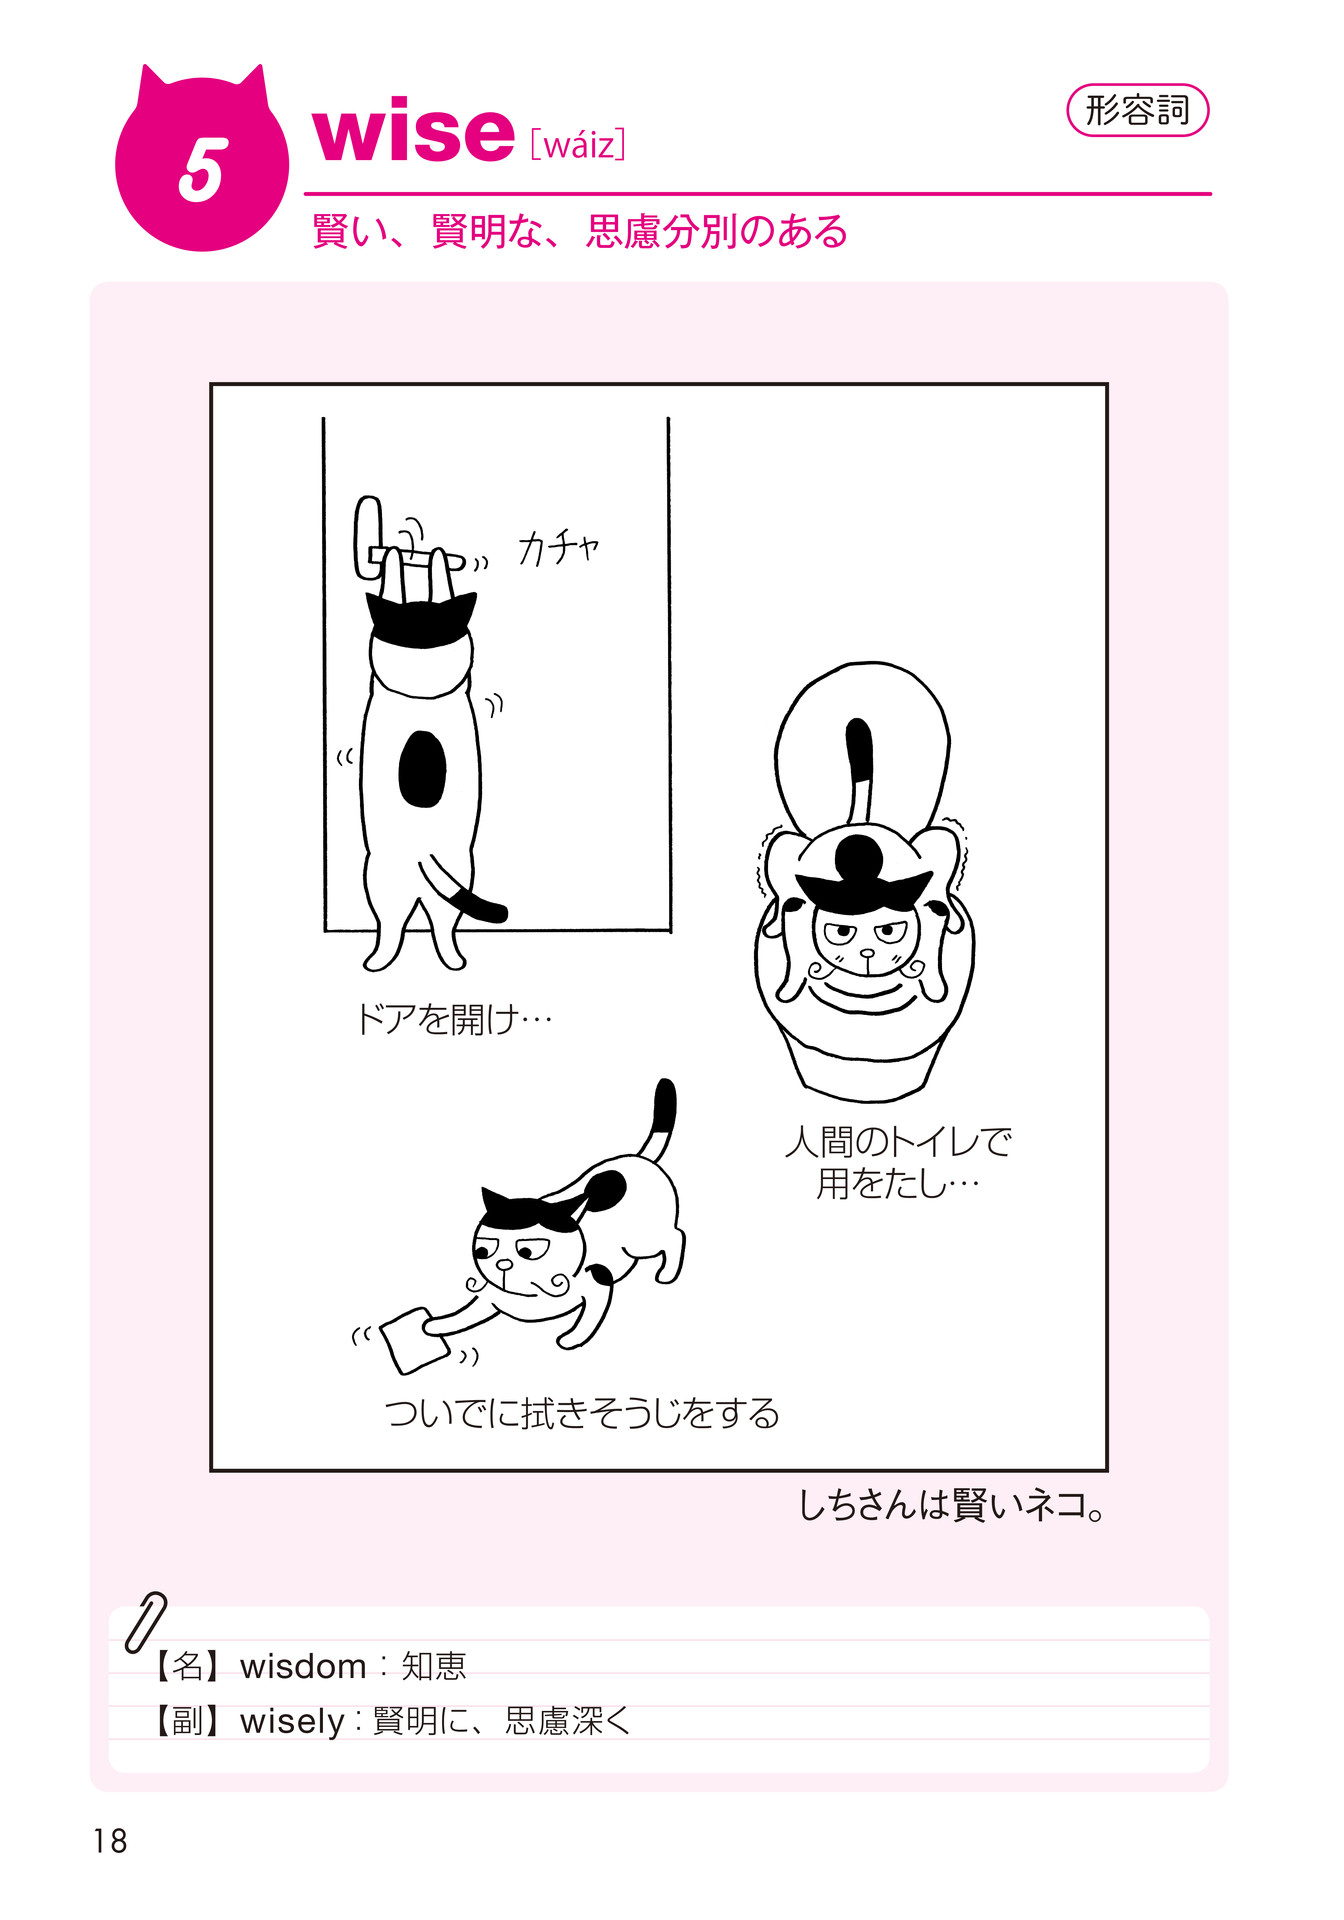 5
wise [wáiz]
形容詞
賢い、賢明な、思慮分別のある
カチャ
ドアを開け…
人間のトイレで
用をたし…
ついでに拭きそうじをする
しちさんは賢いネコ。
【名】wisdom：知恵
【副】wisely：賢明に、思慮深く
18